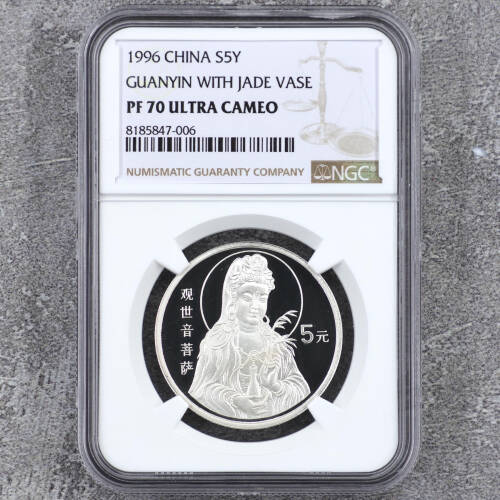 1996 CHINA S5Y
GUANYIN WITH JADE VASE
PF 70 ULTRA CAMEO
8185847-006
NUMISMATIC GUARANTY COMPANY
NGC
观世音菩萨
5元